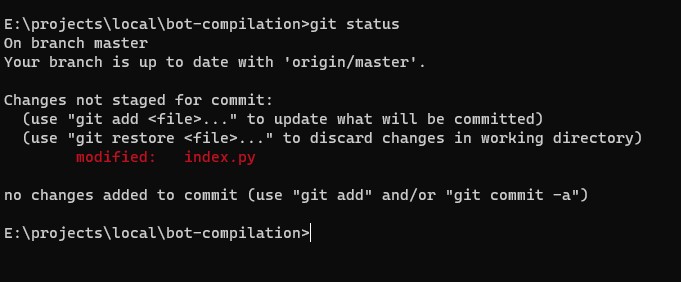 E:\projects\local\bot-compilation>git status
On branch master
Your branch is up to date with 'origin/master'.
Changes not staged for commit:
(use "git add <file>..." to update what will be committed)
(use "git restore <file>..." to discard changes in working directory)
modified:   index.py
no changes added to commit (use "git add" and/or "git commit -a")
E:\projects\local\bot-compilation>